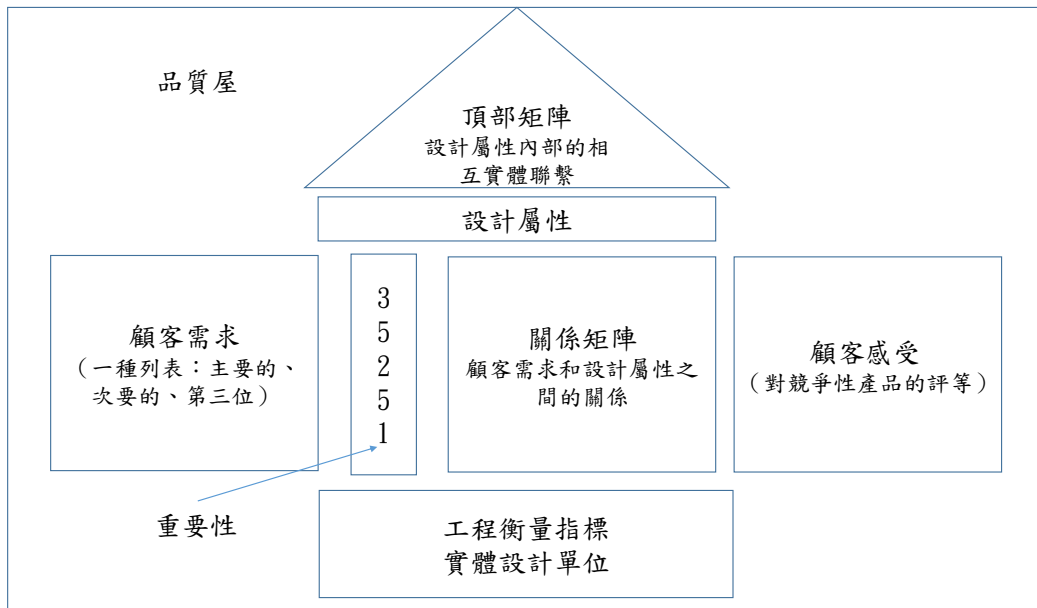 品質屋
頂部矩陣
設計屬性內部的相
互實體聯繫
設計屬性
顧客需求
（一種列表：主要的、
次要的、第三位）
3
5
2
5
1
關係矩陣
顧客需求和設計屬性之
間的關係
顧客感受
（對競爭性產品的評等）
重要性
工程衡量指標
實體設計單位